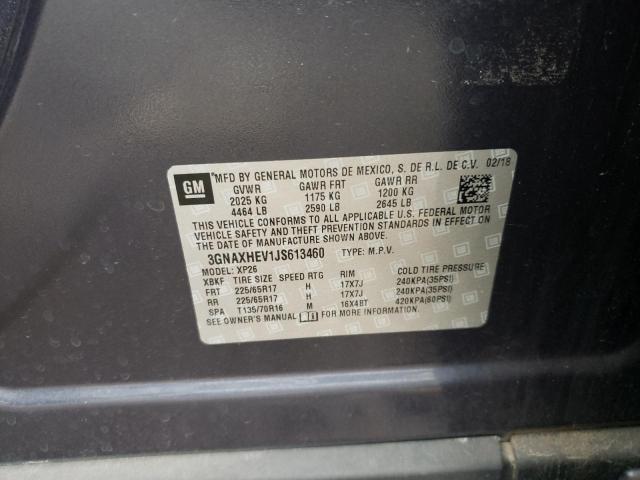 GM
MFD BY GENERAL MOTORS DE MEXICO, S. DE R.L. DE C.V. 02/18
GVWR GAWR FRT GAWR RR
2025 KG 1175 KG 1200 KG
4464 LB 2590 LB 2645 LB
THIS VEHICLE CONFORMS TO ALL APPLICABLE U.S. FEDERAL MOTOR
VEHICLE SAFETY AND THEFT PREVENTION STANDARDS IN EFFECT ON
THE DATE OF MANUFACTURE SHOWN ABOVE.
3GNAXHEV1JS613460 TYPE: M.P.V.
MODEL: XP26
XBKF TIRE SIZE SPEED RTG RIM COLD TIRE PRESSURE
FRT 225/65R17 H 17X7J 240KPA(35PSI)
RR 225/65R17 H 17X7J 240KPA(35PSI)
SPA T135/70R16 M 16X4BT 420KPA(60PSI)
SEE OWNER'S MANUAL FOR MORE INFORMATION.